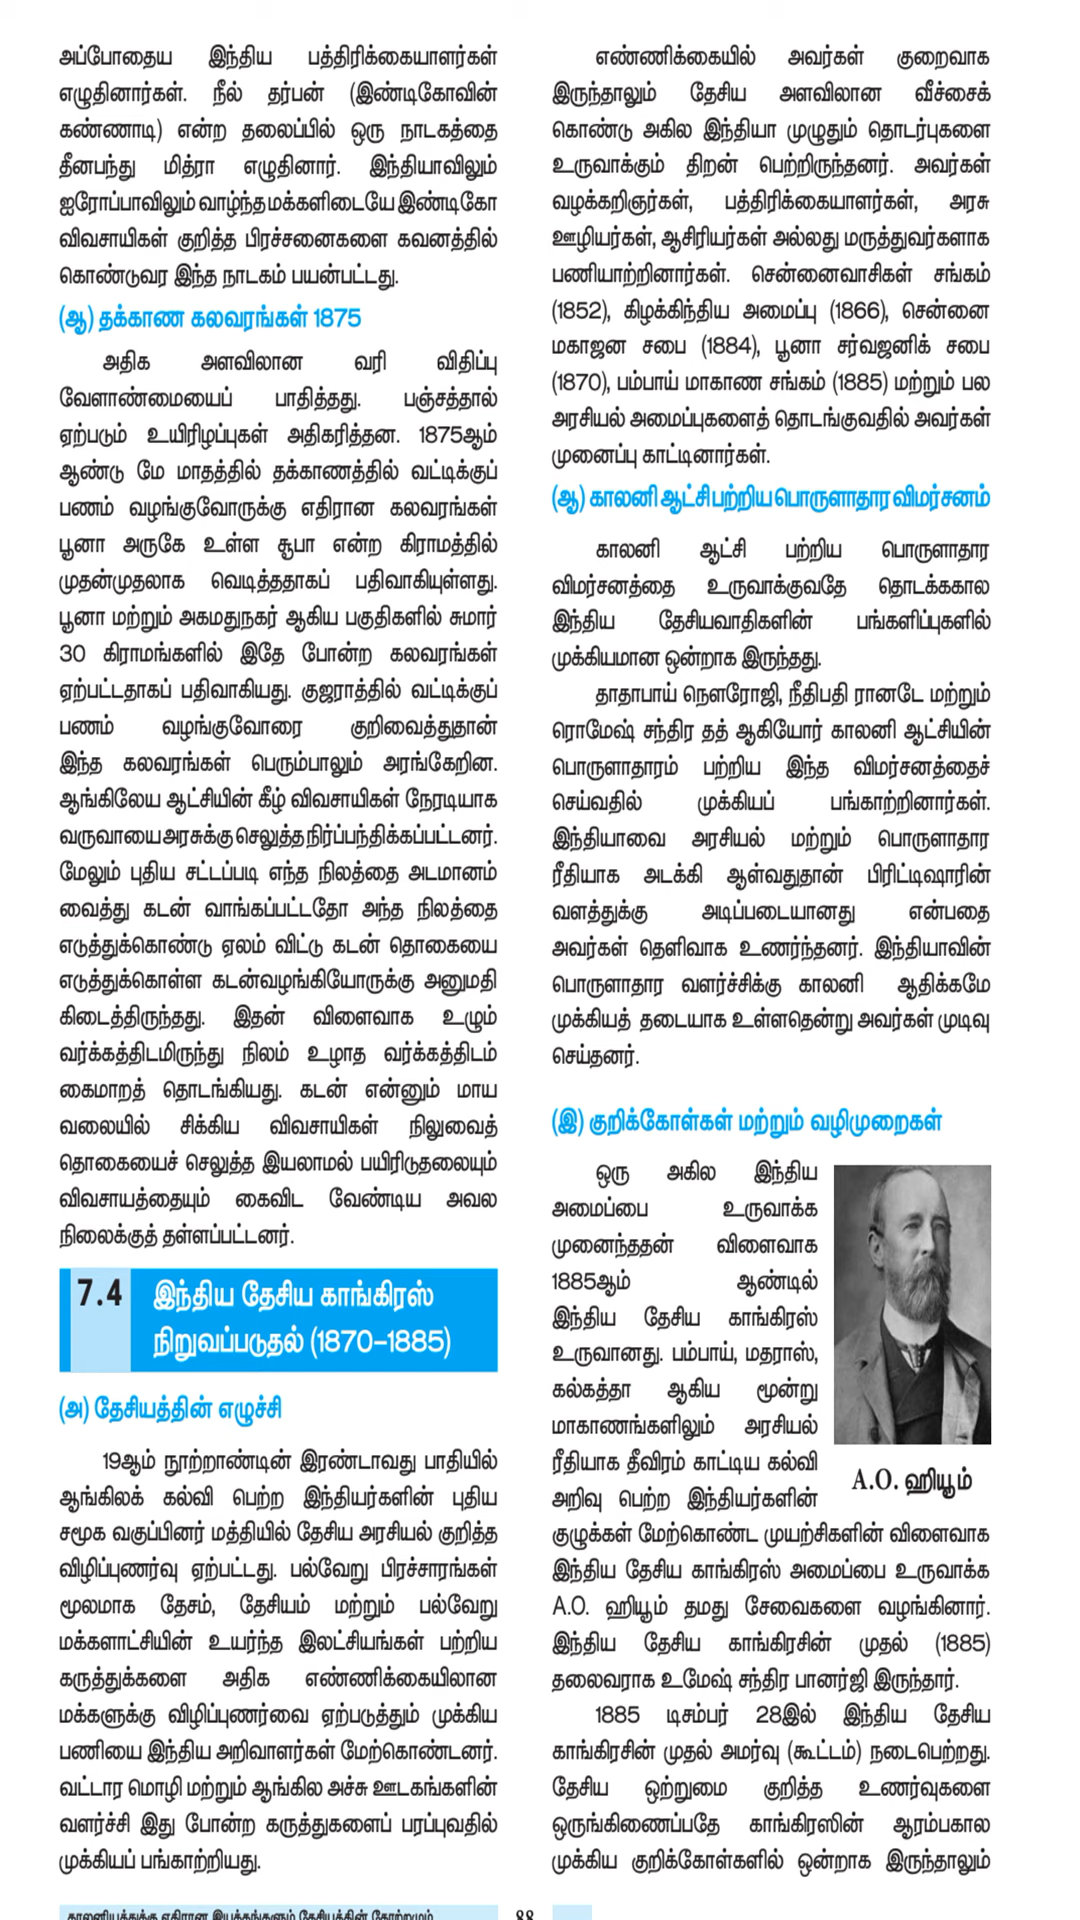 அப்போதைய இந்திய பத்திரிக்கையாளர்கள்
எழுதினார்கள். நீல் தர்பன் (இண்டிகோவின்
கண்ணாடி) என்ற தலைப்பில் ஒரு நாடகத்தை
தீனபந்து மித்ரா எழுதினார். இந்தியாவிலும்
ஐரோப்பாவிலும் வாழ்ந்த மக்களிடையே இண்டிகோ
விவசாயிகள் குறித்த பிரச்சனைகளை கவனத்தில்
கொண்டுவர இந்த நாடகம் பயன்பட்டது.
(ஆ) தக்காண கலவரங்கள் 1875
அதிக அளவிலான வரி விதிப்பு
வேளாண்மையைப் பாதித்தது. பஞ்சத்தால்
ஏற்படும் உயிரிழப்புகள் அதிகரித்தன. 1875ஆம்
ஆண்டு மே மாதத்தில் தக்காணத்தில் வட்டிக்குப்
பணம் வழங்குவோருக்கு எதிரான கலவரங்கள்
பூனா அருகே உள்ள சூபா என்ற கிராமத்தில்
முதன்முதலாக வெடித்ததாகப் பதிவாகியுள்ளது.
பூனா மற்றும் அகமதுநகர் ஆகிய பகுதிகளில் சுமார்
30 கிராமங்களில் இதே போன்ற கலவரங்கள்
ஏற்பட்டதாகப் பதிவாகியது. குஜராத்தில் வட்டிக்குப்
பணம் வழங்குவோரை குறிவைத்துதான்
இந்த கலவரங்கள் பெரும்பாலும் அரங்கேறின.
ஆங்கிலேய ஆட்சியின் கீழ் விவசாயிகள் நேரடியாக
வருவாயை அரசுக்கு செலுத்த நிர்ப்பந்திக்கப்பட்டனர்.
மேலும் புதிய சட்டப்படி எந்த நிலத்தை அடமானம்
வைத்து கடன் வாங்கப்பட்டதோ அந்த நிலத்தை
எடுத்துக்கொண்டு ஏலம் விட்டு கடன் தொகையை
எடுத்துக்கொள்ள கடன்வழங்கியோருக்கு அனுமதி
கிடைத்திருந்தது. இதன் விளைவாக உழும்
வர்க்கத்திடமிருந்து நிலம் உழாத வர்க்கத்திடம்
கைமாறத் தொடங்கியது. கடன் என்னும் மாய
வலையில் சிக்கிய விவசாயிகள் நிலுவைத்
தொகையைச் செலுத்த இயலாமல் பயிரிடுதலையும்
விவசாயத்தையும் கைவிட வேண்டிய அவல
நிலைக்குத் தள்ளப்பட்டனர்.
7.4 இந்திய தேசிய காங்கிரஸ்
நிறுவப்படுதல் (1870–1885)
(அ) தேசியத்தின் எழுச்சி
19ஆம் நூற்றாண்டின் இரண்டாவது பாதியில்
ஆங்கிலக் கல்வி பெற்ற இந்தியர்களின் புதிய
சமூக வகுப்பினர் மத்தியில் தேசிய அரசியல் குறித்த
விழிப்புணர்வு ஏற்பட்டது. பல்வேறு பிரச்சாரங்கள்
மூலமாக தேசம், தேசியம் மற்றும் பல்வேறு
மக்களாட்சியின் உயர்ந்த இலட்சியங்கள் பற்றிய
கருத்துக்களை அதிக எண்ணிக்கையிலான
மக்களுக்கு விழிப்புணர்வை ஏற்படுத்தும் முக்கிய
பணியை இந்திய அறிவாளர்கள் மேற்கொண்டனர்.
வட்டார மொழி மற்றும் ஆங்கில அச்சு ஊடகங்களின்
வளர்ச்சி இது போன்ற கருத்துகளைப் பரப்புவதில்
முக்கியப் பங்காற்றியது.
எண்ணிக்கையில் அவர்கள் குறைவாக
இருந்தாலும் தேசிய அளவிலான வீச்சைக்
கொண்டு அகில இந்தியா முழுதும் தொடர்புகளை
உருவாக்கும் திறன் பெற்றிருந்தனர். அவர்கள்
வழக்கறிஞர்கள், பத்திரிக்கையாளர்கள், அரசு
ஊழியர்கள், ஆசிரியர்கள் அல்லது மருத்துவர்களாக
பணியாற்றினார்கள். சென்னைவாசிகள் சங்கம்
(1852), கிழக்கிந்திய அமைப்பு (1866), சென்னை
மகாஜன சபை (1884), பூனா சர்வஜனிக் சபை
(1870), பம்பாய் மாகாண சங்கம் (1885) மற்றும் பல
அரசியல் அமைப்புகளைத் தொடங்குவதில் அவர்கள்
முனைப்பு காட்டினார்கள்.
(ஆ) காலனி ஆட்சி பற்றிய பொருளாதார விமர்சனம்
காலனி ஆட்சி பற்றிய பொருளாதார
விமர்சனத்தை உருவாக்குவதே தொடக்ககால
இந்திய தேசியவாதிகளின் பங்களிப்புகளில்
முக்கியமான ஒன்றாக இருந்தது.
தாதாபாய் நௌரோஜி, நீதிபதி ரானடே மற்றும்
ரொமேஷ் சந்திர தத் ஆகியோர் காலனி ஆட்சியின்
பொருளாதாரம் பற்றிய இந்த விமர்சனத்தைச்
செய்வதில் முக்கியப் பங்காற்றினார்கள்.
இந்தியாவை அரசியல் மற்றும் பொருளாதார
ரீதியாக அடக்கி ஆள்வதுதான் பிரிட்டிஷாரின்
வளத்துக்கு அடிப்படையானது என்பதை
அவர்கள் தெளிவாக உணர்ந்தனர். இந்தியாவின்
பொருளாதார வளர்ச்சிக்கு காலனி ஆதிக்கமே
முக்கியத் தடையாக உள்ளதென்று அவர்கள் முடிவு
செய்தனர்.
(இ) குறிக்கோள்கள் மற்றும் வழிமுறைகள்
ஒரு அகில இந்திய
அமைப்பை உருவாக்க
முனைந்ததன் விளைவாக
1885ஆம் ஆண்டில்
இந்திய தேசிய காங்கிரஸ்
உருவானது. பம்பாய், மதராஸ்,
கல்கத்தா ஆகிய மூன்று
மாகாணங்களிலும் அரசியல்
ரீதியாக தீவிரம் காட்டிய கல்வி
அறிவு பெற்ற இந்தியர்களின்
A.O. ஹியூம்
குழுக்கள் மேற்கொண்ட முயற்சிகளின் விளைவாக
இந்திய தேசிய காங்கிரஸ் அமைப்பை உருவாக்க
A.O. ஹியூம் தமது சேவைகளை வழங்கினார்.
இந்திய தேசிய காங்கிரசின் முதல் (1885)
தலைவராக உமேஷ் சந்திர பானர்ஜி இருந்தார்.
1885 டிசம்பர் 28இல் இந்திய தேசிய
காங்கிரசின் முதல் அமர்வு (கூட்டம்) நடைபெற்றது.
தேசிய ஒற்றுமை குறித்த உணர்வுகளை
ஒருங்கிணைப்பதே காங்கிரஸின் ஆரம்பகால
முக்கிய குறிக்கோள்களில் ஒன்றாக இருந்தாலும்
காலனியத்துக்கு எதிரான இயக்கங்களும் தேசியத்தின் தோற்றமும்
88